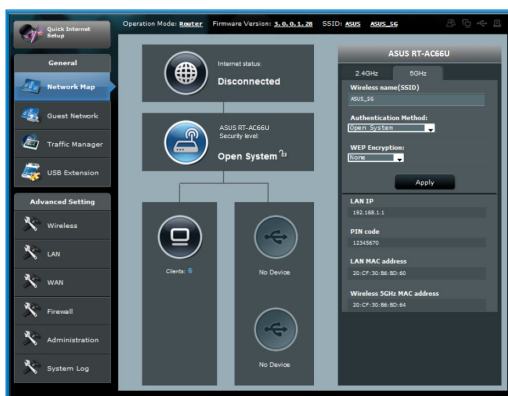 Quick Internet
Setup
Operation Mode: Router Firmware Version: 3.0.0.1.28 SSID: ASUS ASUS_5G
General
Network Map
Guest Network
Traffic Manager
USB Extension
Advanced Setting
Wireless
LAN
WAN
Firewall
Administration
System Log
Internet status:
Disconnected
ASUS RT-AC66U
Security level:
Open System
Clients: 6
No Device
No Device
ASUS RT-AC66U
2.4GHz 5GHz
Wireless name(SSID)
ASUS_5G
Authentication Method:
Open System
WEP Encryption:
None
Apply
LAN IP
192.168.1.1
PIN code
12345670
LAN MAC address
20:CF:30:B6:BD:60
Wireless 5GHz MAC address
20:CF:30:B6:BD:64